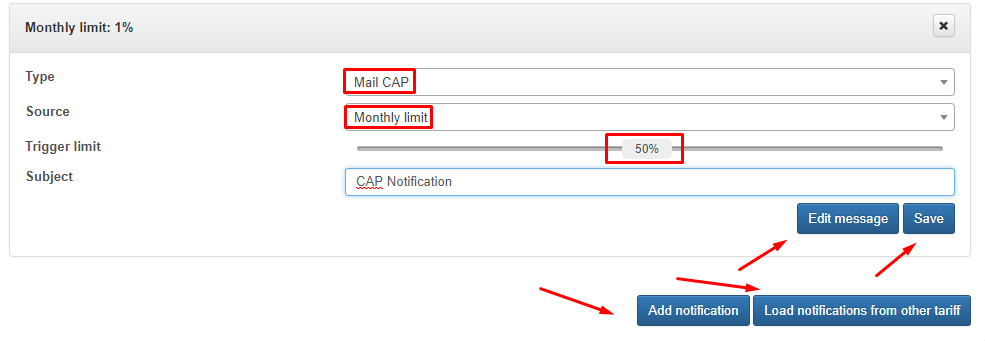 Monthly limit: 1%
Type
Mail CAP
Source
Monthly limit
Trigger limit
50%
Subject
CAP Notification
Edit message
Save
Add notification
Load notifications from other tariff